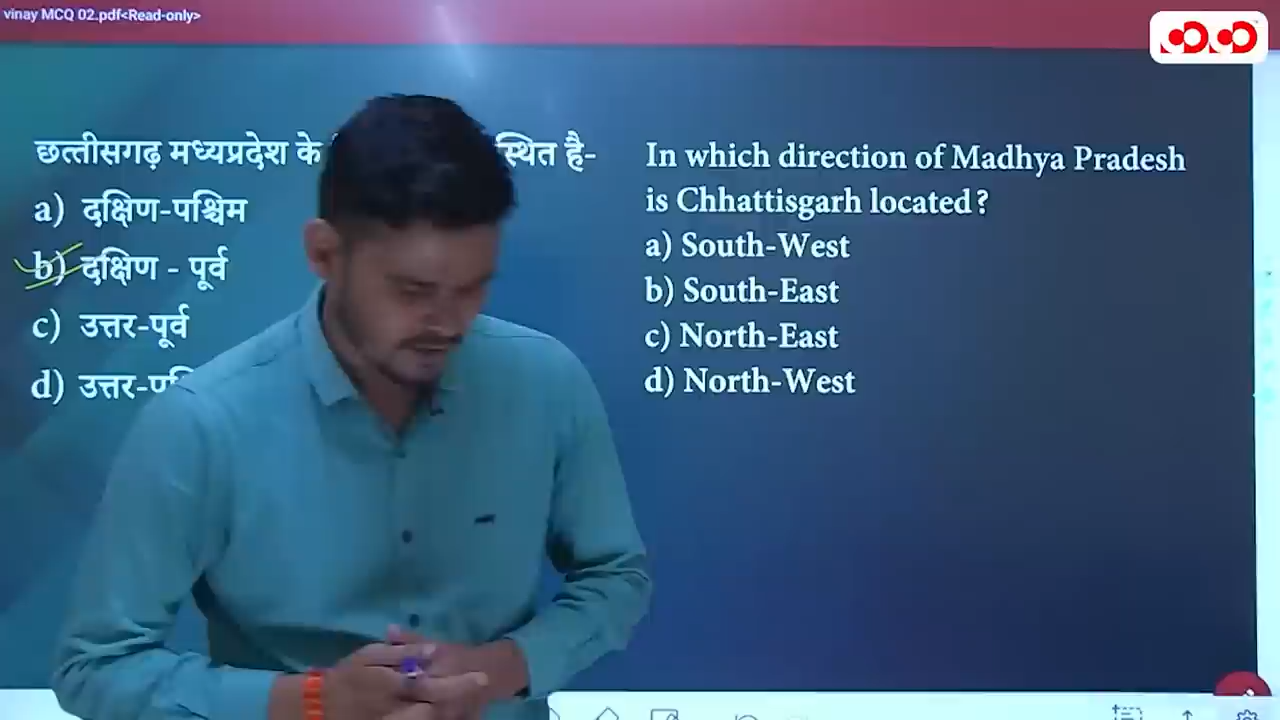 vinay MCQ 02.pdf<Read-only>
छत्तीसगढ़ मध्यप्रदेश के
स्थित है-
a) दक्षिण-पश्चिम
b) दक्षिण - पूर्व
c) उत्तर-पूर्व
d) उत्तर-
In which direction of Madhya Pradesh
is Chhattisgarh located?
a) South-West
b) South-East
c) North-East
d) North-West